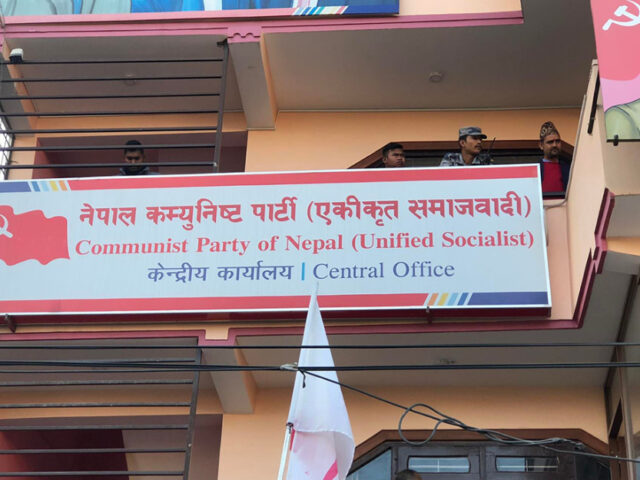 नेपाल कम्युनिष्ट पार्टी (एकीकृत समाजवादी)
Communist Party of Nepal (Unified Socialist)
केन्द्रीय कार्यालय | Central Office